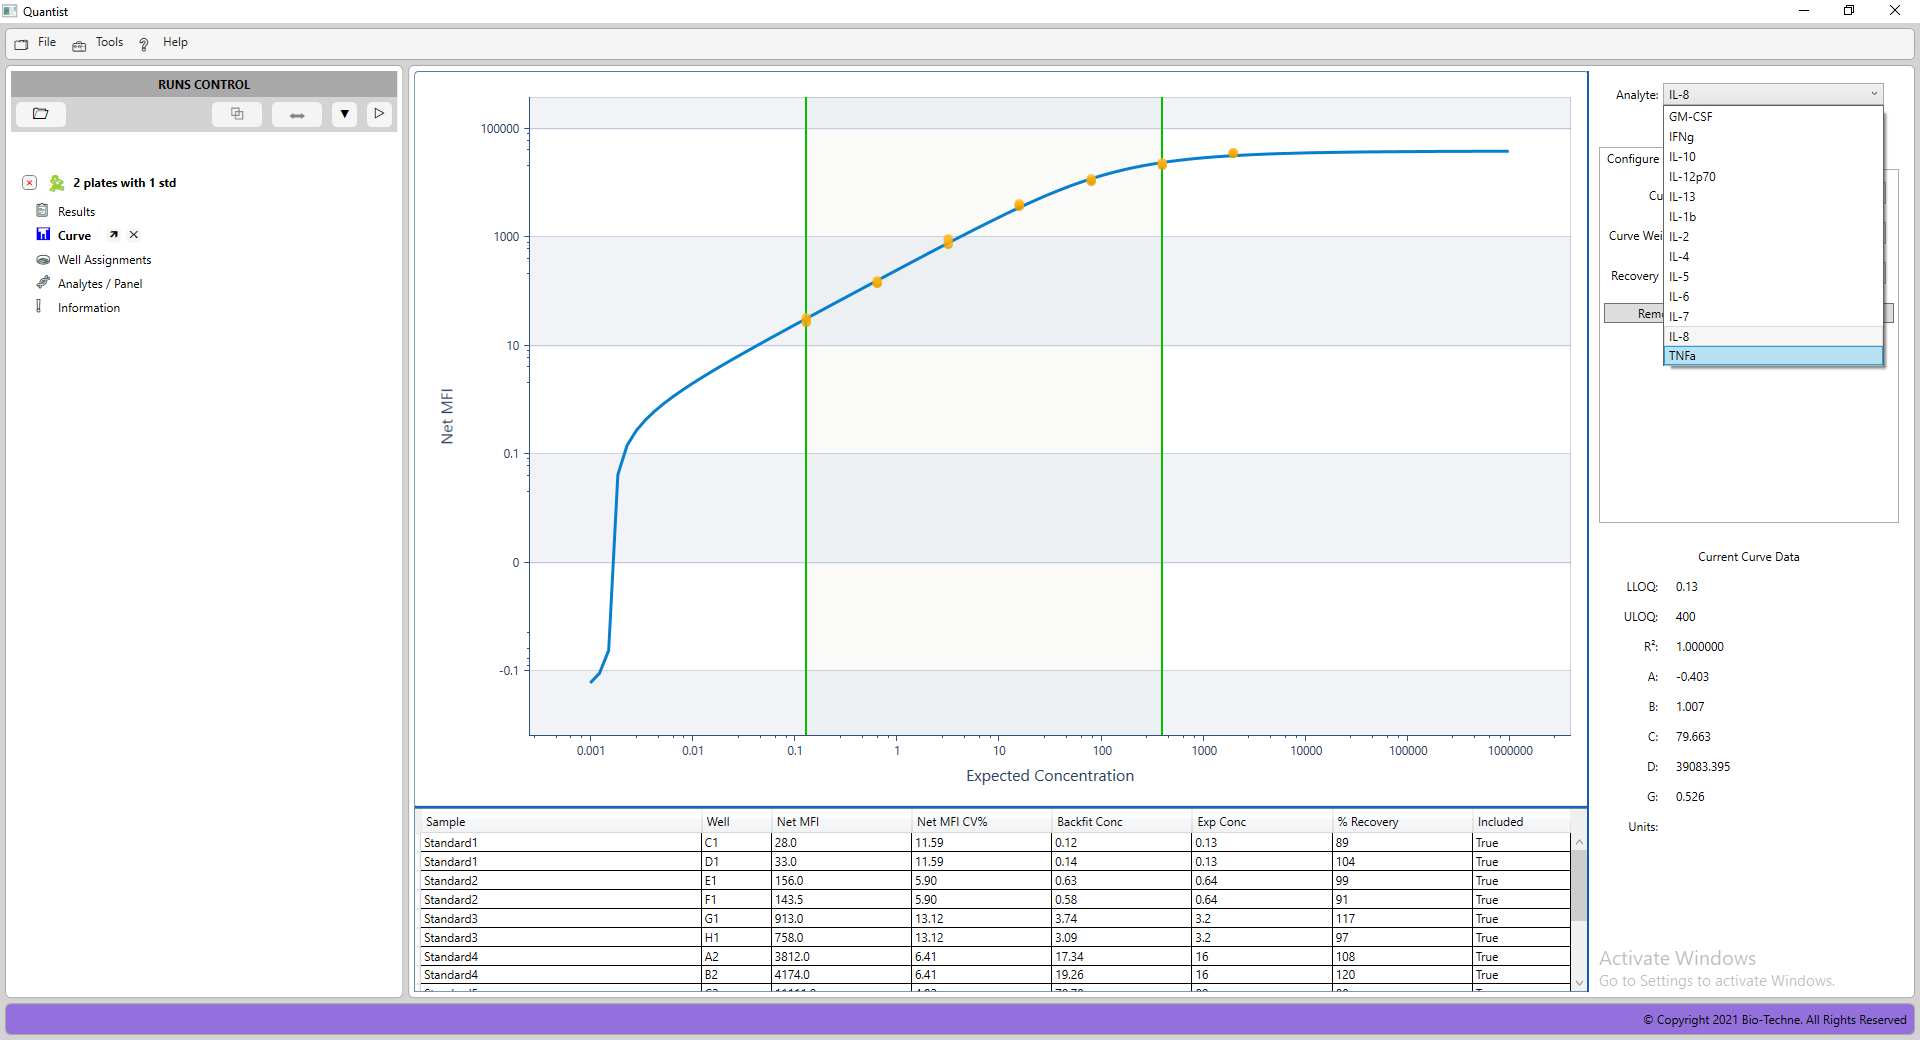 Quantist
File Tools Help
RUNS CONTROL
2 plates with 1 std
Results
Curve
Well Assignments
Analytes / Panel
Information
100000
1000
10
0.1
0
-0.1
Net MFI
0.001 0.01 0.1 1 10 100 1000 10000 100000 1000000
Expected Concentration
Sample Well Net MFI Net MFI CV% Backfit Conc Exp Conc % Recovery Included
Standard1 C1 28.0 11.59 0.12 0.13 89 True
Standard1 D1 33.0 11.59 0.14 0.13 104 True
Standard2 E1 156.0 5.90 0.63 0.64 99 True
Standard2 F1 143.5 5.90 0.58 0.64 91 True
Standard3 G1 913.0 13.12 3.74 3.2 117 True
Standard3 H1 758.0 13.12 3.09 3.2 97 True
Standard4 A2 3812.0 6.41 17.34 16 108 True
Standard4 B2 4174.0 6.41 19.26 16 120 True
Analyte: IL-8
GM-CSF
IFNg
IL-10
IL-12p70
IL-13
IL-1b
IL-2
IL-4
IL-5
IL-6
IL-7
IL-8
TNFa
Configure
Cu
Curve Wei
Recovery
Rem
Current Curve Data
LLOQ: 0.13
ULOQ: 400
R²: 1.000000
A: -0.403
B: 1.007
C: 79.663
D: 39083.395
G: 0.526
Units:
Activate Windows
Go to Settings to activate Windows.
© Copyright 2021 Bio-Techne. All Rights Reserved